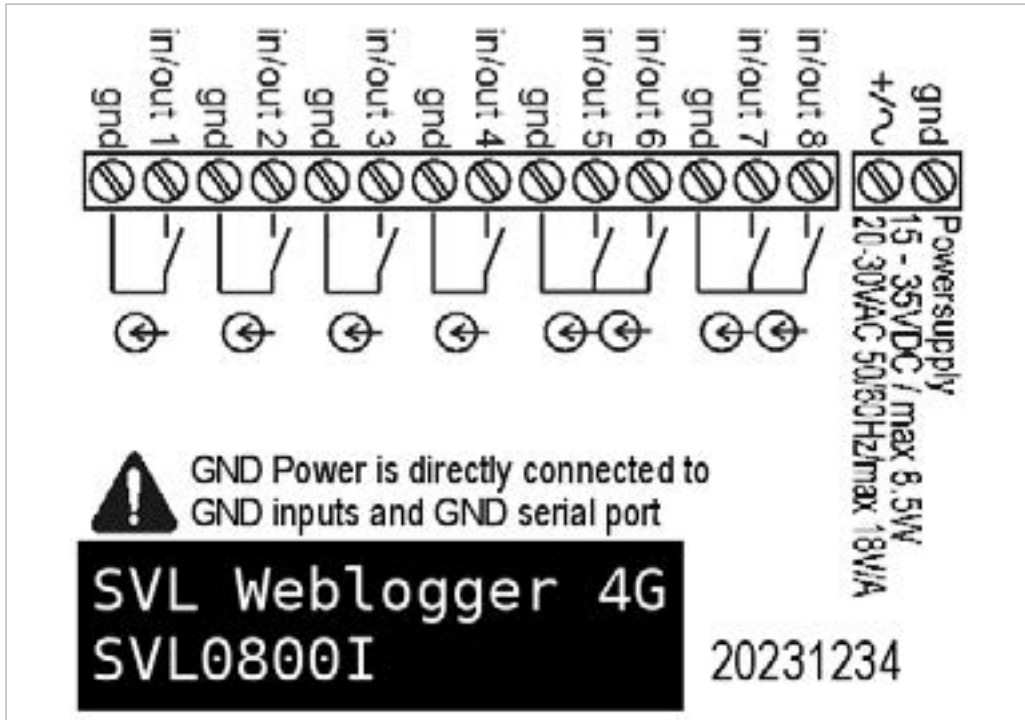 gnd
in/out 1
gnd
in/out 2
gnd
in/out 3
gnd
in/out 4
gnd
in/out 5
in/out 6
gnd
in/out 7
in/out 8
+/~
gnd
Powersupply
15 - 35VDC / max 8.5W
20-30VAC 50/60Hz/max 18W/A
GND Power is directly connected to
GND inputs and GND serial port
SVL Weblogger 4G
SVL0800I
20231234